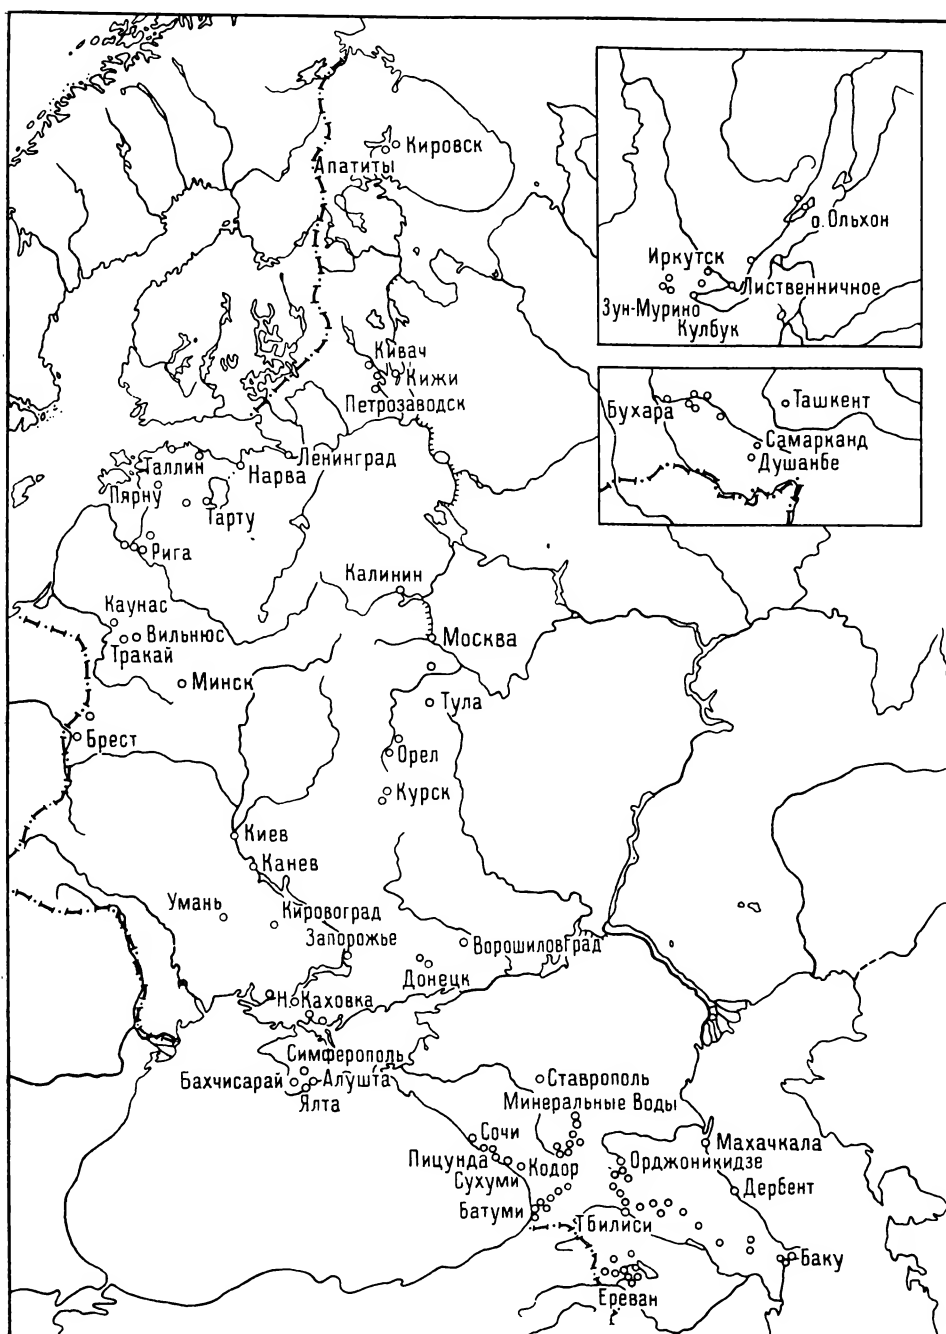 Кировск
Апатиты
о. Ольхон
Иркутск
Лиственничное
Зун-Мурино
Кулбук
Кивач
Кижи
Петрозаводск
Бухара
Ташкент
Самарканд
Душанбе
Таллин
Нарва
Ленинград
Пярну
Тарту
Рига
Калинин
Каунас
Вильнюс
Тракай
Москва
Минск
Тула
Брест
Орел
Курск
Киев
Канев
Умань
Кировоград
Запорожье
Ворошиловград
Донецк
Н. Каховка
Симферополь
Бахчисарай
Алушта
Ялта
Ставрополь
Минеральные Воды
Сочи
Махачкала
Пицунда
Кодор
Орджоникидзе
Сухуми
Дербент
Батуми
Тбилиси
Баку
Ереван